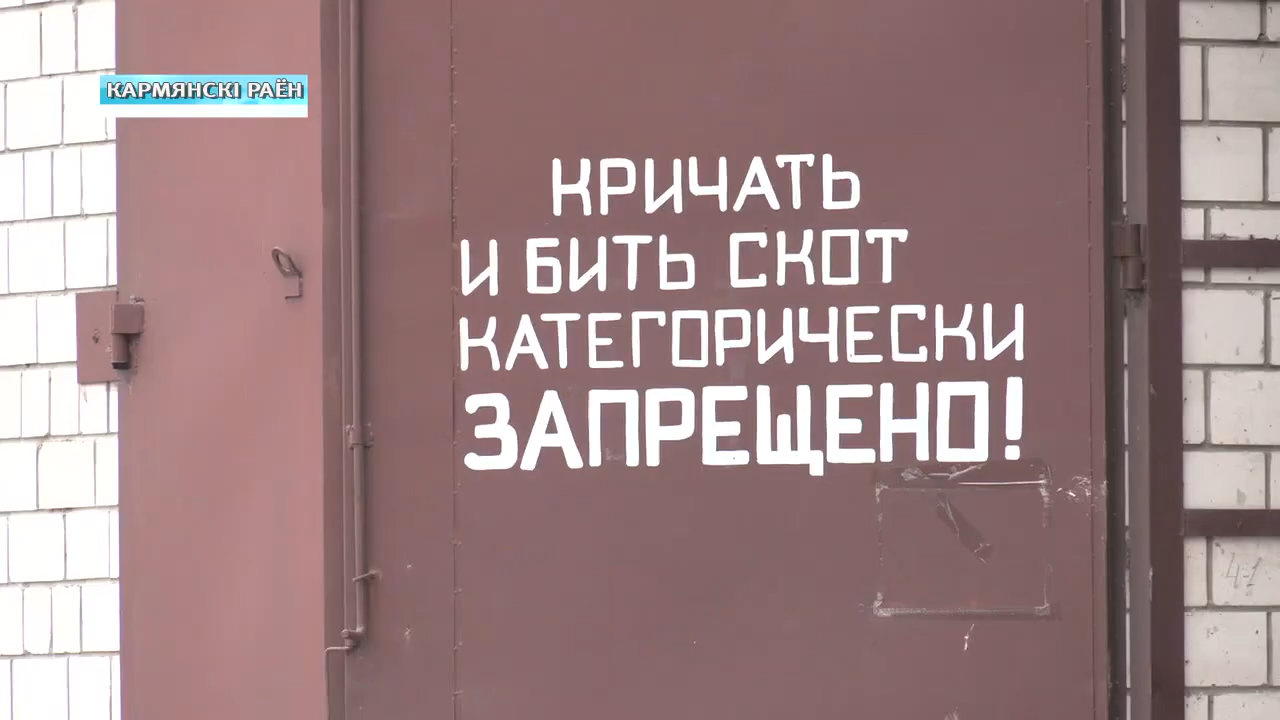 КАРМЯНСКІ РАЁН
КРИЧАТЬ
И БИТЬ СКОТ
КАТЕГОРИЧЕСКИ
ЗАПРЕЩЕНО!